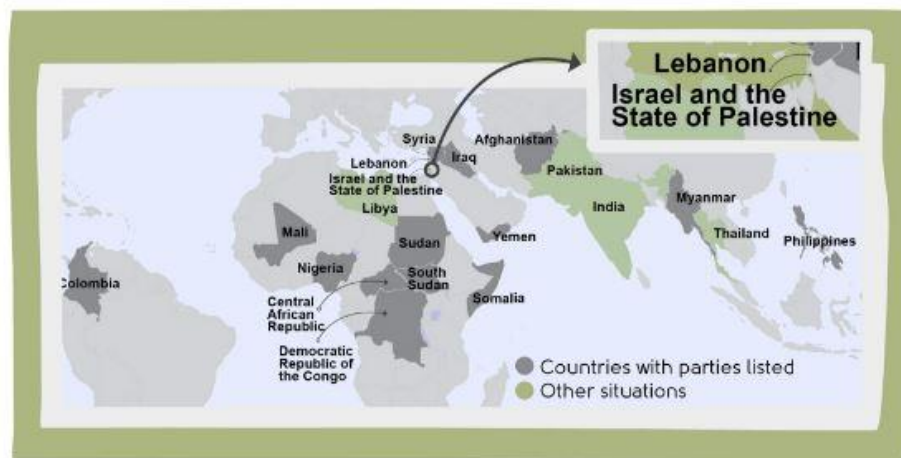 Lebanon
Israel and the
State of Palestine
Syria
Afghanistan
Lebanon
Iraq
Israel and the
State of Palestine
Pakistan
Libya
India
Myanmar
Mali
Sudan
Yemen
Thailand
Philippines
Colombia
Nigeria
South
Sudan
Somalia
Central
African
Republic
Democratic
Republic of
the Congo
Countries with parties listed
Other situations